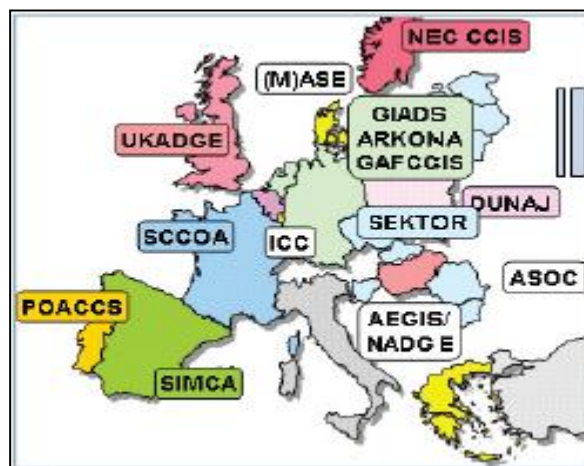 NEC CCIS
(M)ASE
GIADS
ARKONA
GAFCCIS
UKADGE
DUNAJ
SEKTOR
SCCOA
ICC
ASOC
POACCS
AEGIS/
NADGE
SIMCA